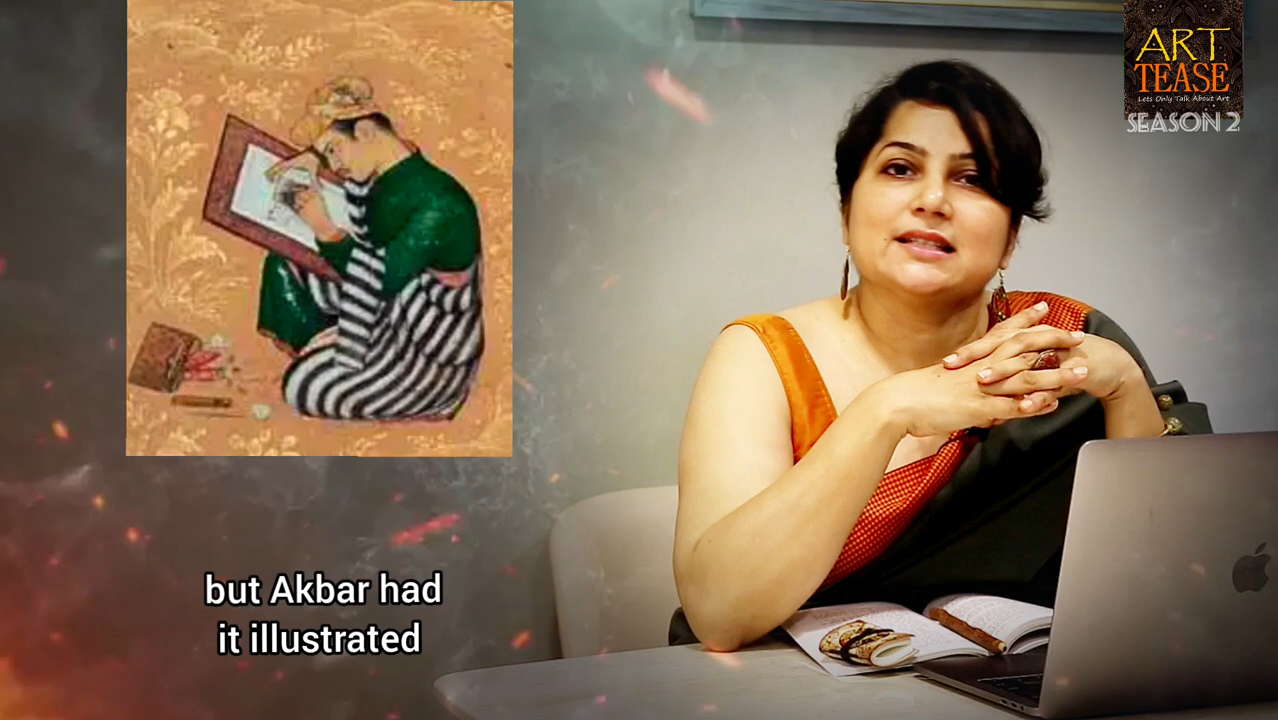 ART
TEASE
Lets Only Talk About Art
SEASON 2
but Akbar had
it illustrated